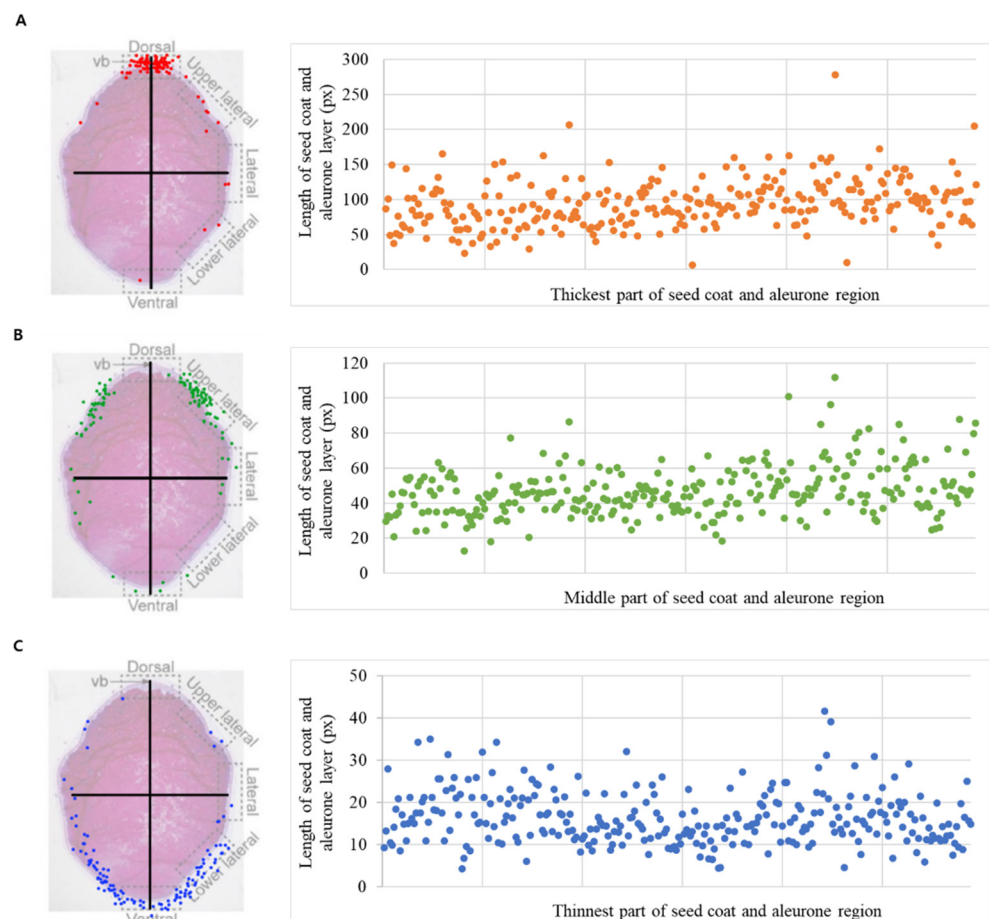 A
Dorsal
vb
Upper lateral
Lateral
Lower lateral
Ventral
Length of seed coat and
aleurone layer (px)
300
250
200
150
100
50
0
Thickest part of seed coat and aleurone region
B
Dorsal
vb
Upper lateral
Lateral
Lower lateral
Ventral
Length of seed coat and
aleurone layer (px)
120
100
80
60
40
20
0
Middle part of seed coat and aleurone region
C
Dorsal
vb
Upper lateral
Lateral
Lower lateral
Ventral
Length of seed coat and
aleurone layer (px)
50
40
30
20
10
0
Thinnest part of seed coat and aleurone region